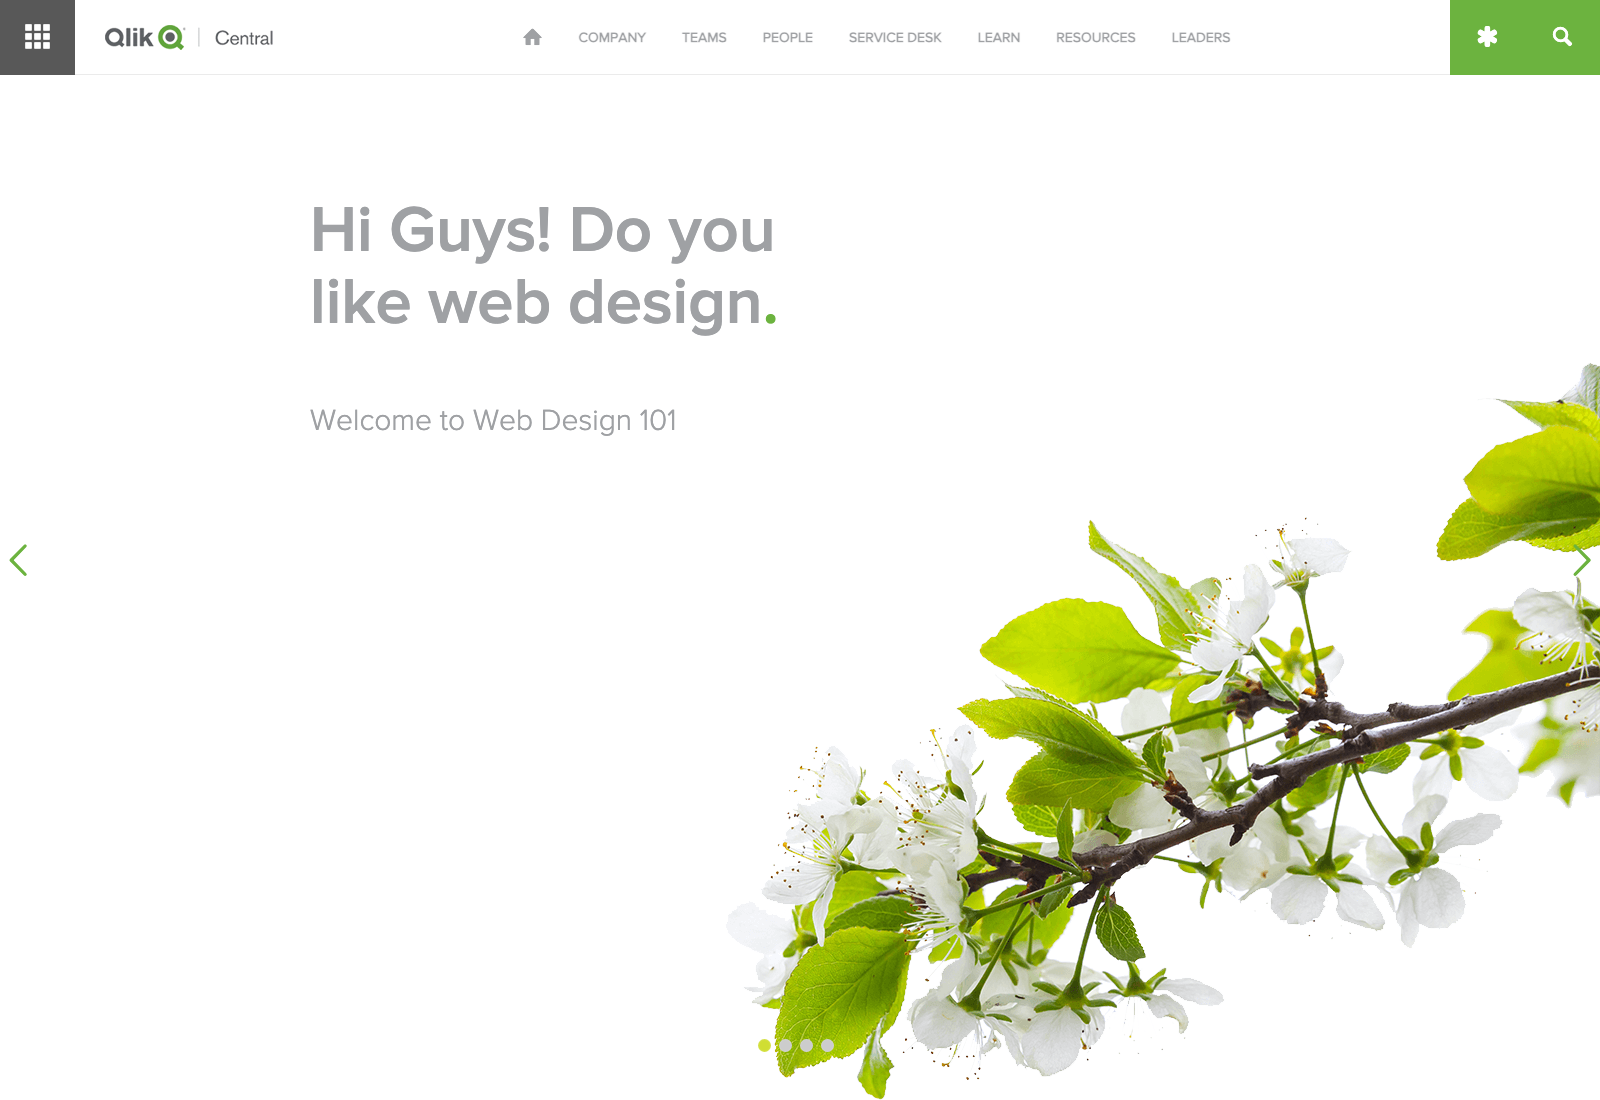 Qlik Central
COMPANY TEAMS PEOPLE SERVICE DESK LEARN RESOURCES LEADERS
Hi Guys! Do you
like web design.
Welcome to Web Design 101